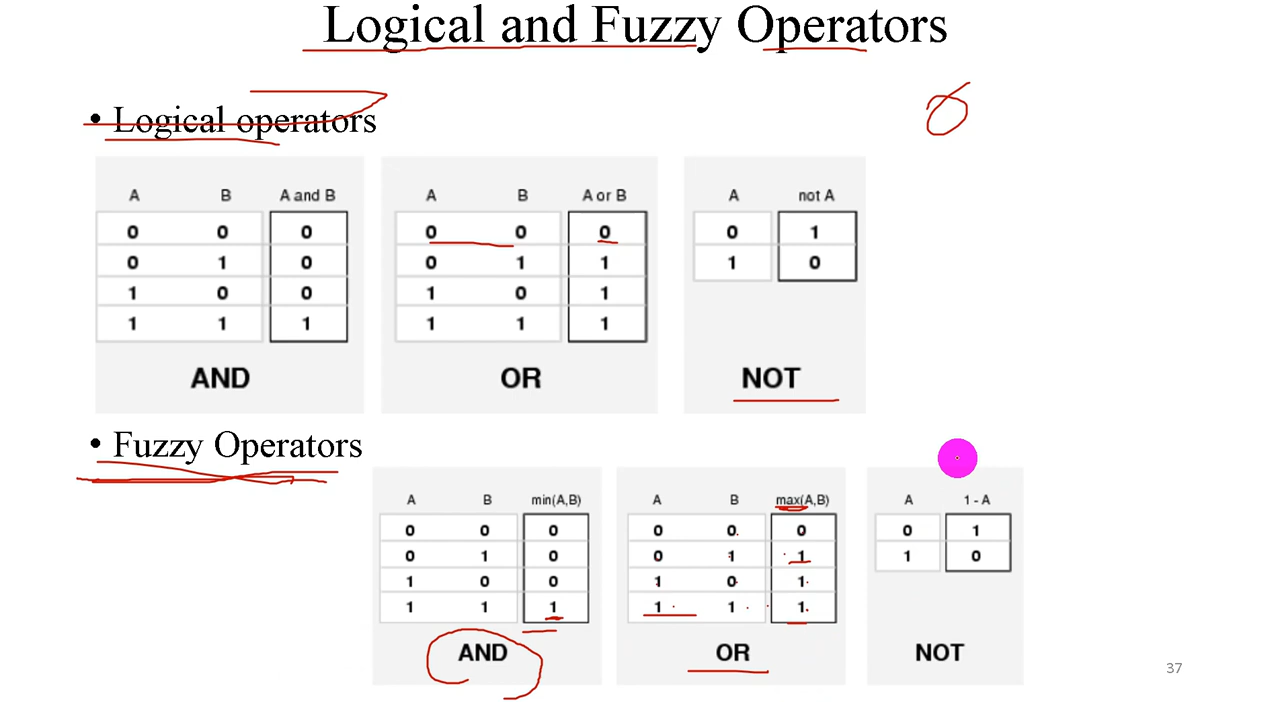 Logical and Fuzzy Operators
• Logical operators
A B A and B
0 0 0
0 1 0
1 0 0
1 1 1
AND
A B A or B
0 0 0
0 1 1
1 0 1
1 1 1
OR
A not A
0 1
1 0
NOT
• Fuzzy Operators
A B min(A,B)
0 0 0
0 1 0
1 0 0
1 1 1
AND
A B max(A,B)
0 0 0
0 1 1
1 0 1
1 1 1
OR
A 1 - A
0 1
1 0
NOT
37